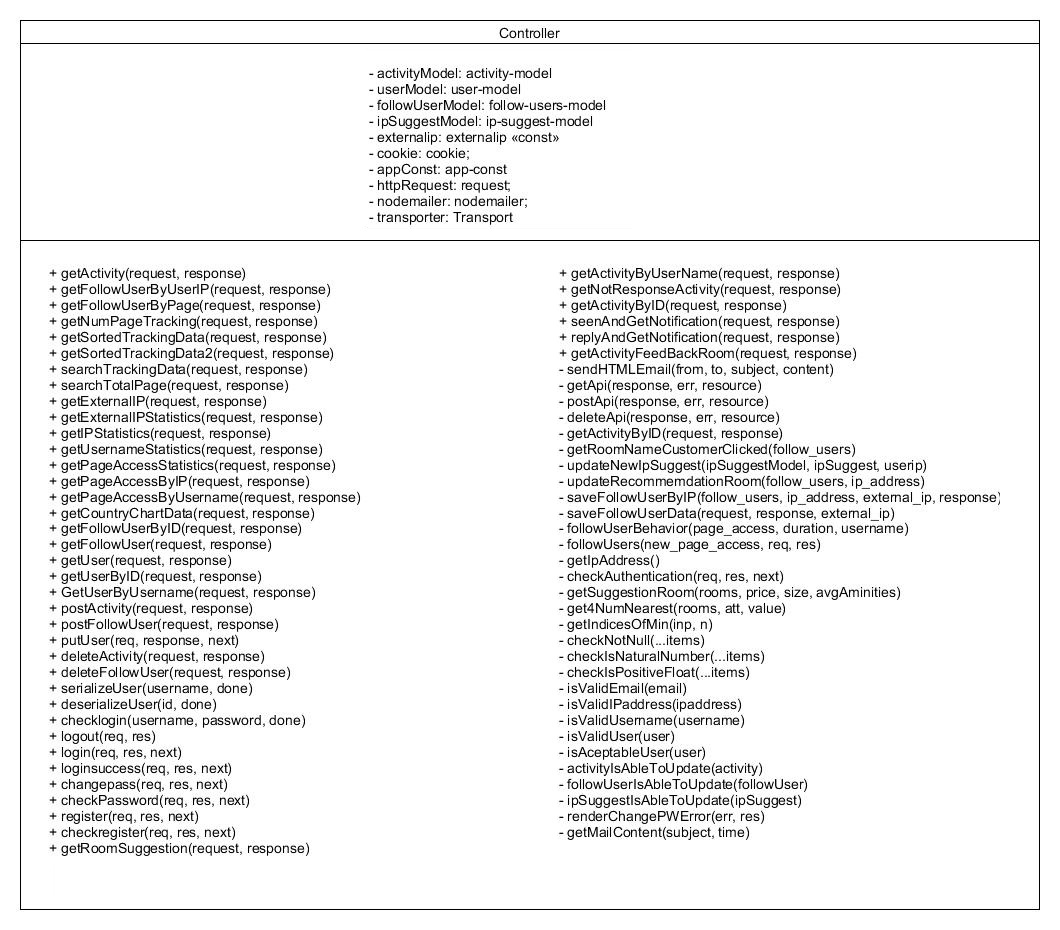 Controller
- activityModel: activity-model
- userModel: user-model
- followUserModel: follow-users-model
- ipSuggestModel: ip-suggest-model
- externalip: externalip «const»
- cookie: cookie;
- appConst: app-const
- httpRequest: request;
- nodemailer: nodemailer;
- transporter: Transport
+ getActivity(request, response)
+ getFollowUserByUserIP(request, response)
+ getFollowUserByPage(request, response)
+ getNumPageTracking(request, response)
+ getSortedTrackingData(request, response)
+ getSortedTrackingData2(request, response)
+ searchTrackingData(request, response)
+ searchTotalPage(request, response)
+ getExternalIP(request, response)
+ getExternalIPStatistics(request, response)
+ getIPStatistics(request, response)
+ getUsernameStatistics(request, response)
+ getPageAccessStatistics(request, response)
+ getPageAccessByIP(request, response)
+ getPageAccessByUsername(request, response)
+ getCountryChartData(request, response)
+ getFollowUserByID(request, response)
+ getFollowUser(request, response)
+ getUser(request, response)
+ getUserByID(request, response)
+ GetUserByUsername(request, response)
+ postActivity(request, response)
+ postFollowUser(request, response)
+ putUser(req, response, next)
+ deleteActivity(request, response)
+ deleteFollowUser(request, response)
+ serializeUser(username, done)
+ deserializeUser(id, done)
+ checklogin(username, password, done)
+ logout(req, res)
+ login(req, res, next)
+ loginsuccess(req, res, next)
+ changepass(req, res, next)
+ checkPassword(req, res, next)
+ register(req, res, next)
+ checkregister(req, res, next)
+ getRoomSuggestion(request, response)
+ getActivityByUserName(request, response)
+ getNotResponseActivity(request, response)
+ getActivityByID(request, response)
+ seenAndGetNotification(request, response)
+ replyAndGetNotification(request, response)
+ getActivityFeedBackRoom(request, response)
- sendHTMLEmail(from, to, subject, content)
- getApi(response, err, resource)
- postApi(response, err, resource)
- deleteApi(response, err, resource)
- getActivityByID(request, response)
- getRoomNameCustomerClicked(follow_users)
- updateNewIpSuggest(ipSuggestModel, ipSuggest, userip)
- updateRecommemdationRoom(follow_users, ip_address)
- saveFollowUserByIP(follow_users, ip_address, external_ip, response)
- saveFollowUserData(request, response, external_ip)
- followUserBehavior(page_access, duration, username)
- followUsers(new_page_access, req, res)
- getIpAddress()
- checkAuthentication(req, res, next)
- getSuggestionRoom(rooms, price, size, avgAminities)
- get4NumNearest(rooms, att, value)
- getIndicesOfMin(inp, n)
- checkNotNull(...items)
- checkIsNaturalNumber(...items)
- checkIsPositiveFloat(...items)
- isValidEmail(email)
- isValidIPaddress(ipaddress)
- isValidUsername(username)
- isValidUser(user)
- isAceptableUser(user)
- activityIsAbleToUpdate(activity)
- followUserIsAbleToUpdate(followUser)
- ipSuggestIsAbleToUpdate(ipSuggest)
- renderChangePWError(err, res)
- getMailContent(subject, time)